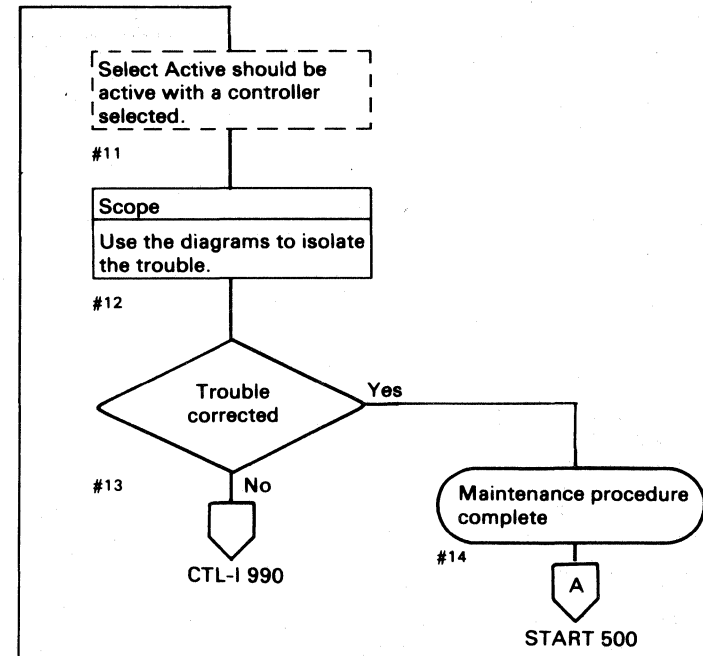 Select Active should be
active with a controller
selected.
#11
Scope
Use the diagrams to isolate
the trouble.
#12
Trouble
corrected
Yes
#13
No
CTL-I 990
Maintenance procedure
complete
#14
A
START 500